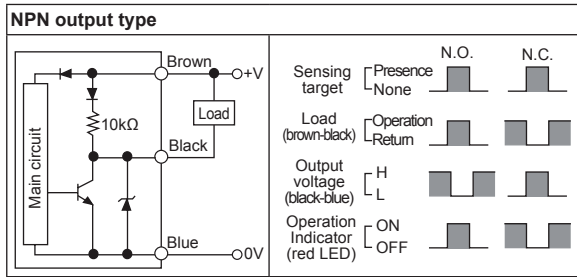 NPN output type
Brown
+V
Load
10kΩ
Black
Main circuit
Blue
0V
N.O. N.C.
Sensing target Presence
None
Load (brown-black) Operation
Return
Output voltage (black-blue) H
L
Operation Indicator (red LED) ON
OFF